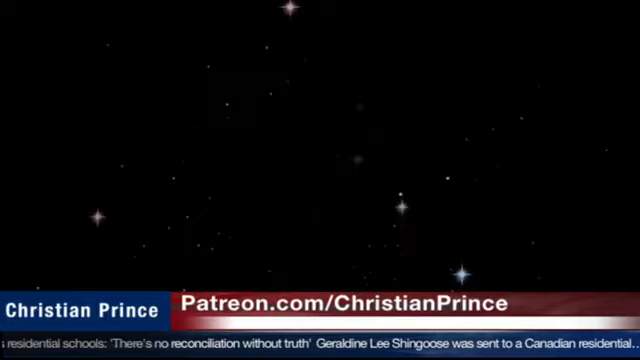 Christian Prince
Patreon.com/ChristianPrince
residential schools: 'There's no reconciliation without truth' Geraldine Lee Shingoose was sent to a Canadian residential...